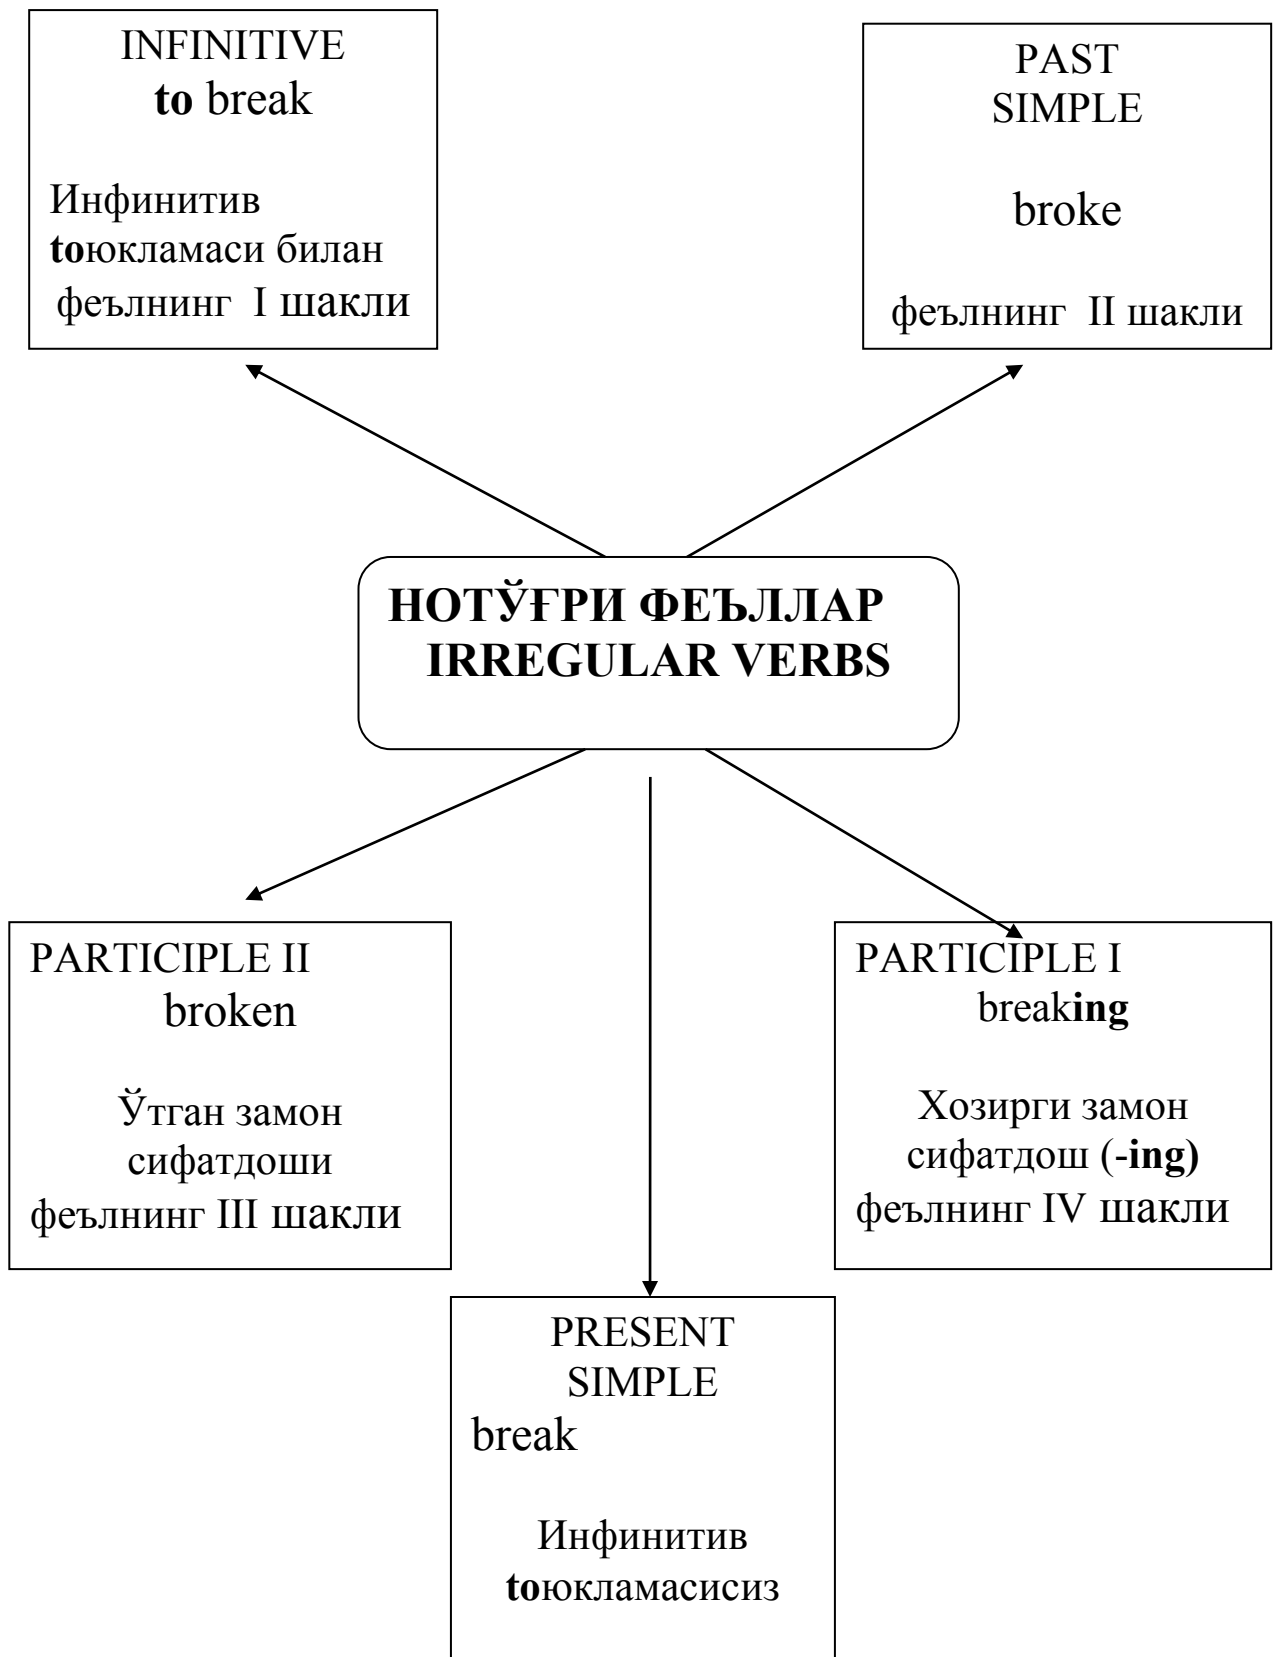 INFINITIVE
to break
Инфинитив
toюкламаси билан
феълнинг I шакли
PAST
SIMPLE
broke
феълнинг II шакли
НОТЎҒРИ ФЕЪЛЛАР
IRREGULAR VERBS
PARTICIPLE II
broken
Ўтган замон
сифатдоши
феълнинг III шакли
PARTICIPLE I
breaking
Хозирги замон
сифатдош (-ing)
феълнинг IV шакли
PRESENT
SIMPLE
break
Инфинитив
toюкламасисиз